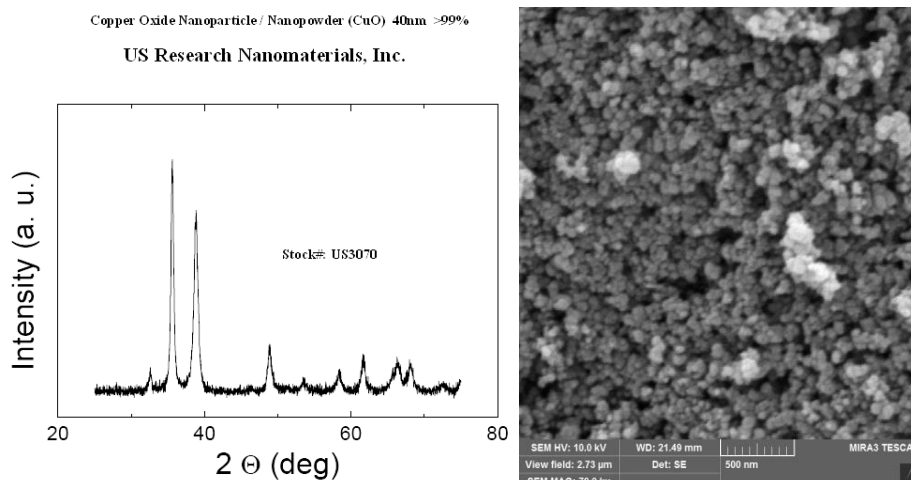 Copper Oxide Nanoparticle / Nanopowder (CuO) 40nm >99%
US Research Nanomaterials, Inc.
Intensity (a. u.)
Stock#: US3070
20 40 60 80
2 Θ (deg)
SEM HV: 10.0 kV WD: 21.49 mm MIRA3 TESCA
View field: 2.73 µm Det: SE 500 nm